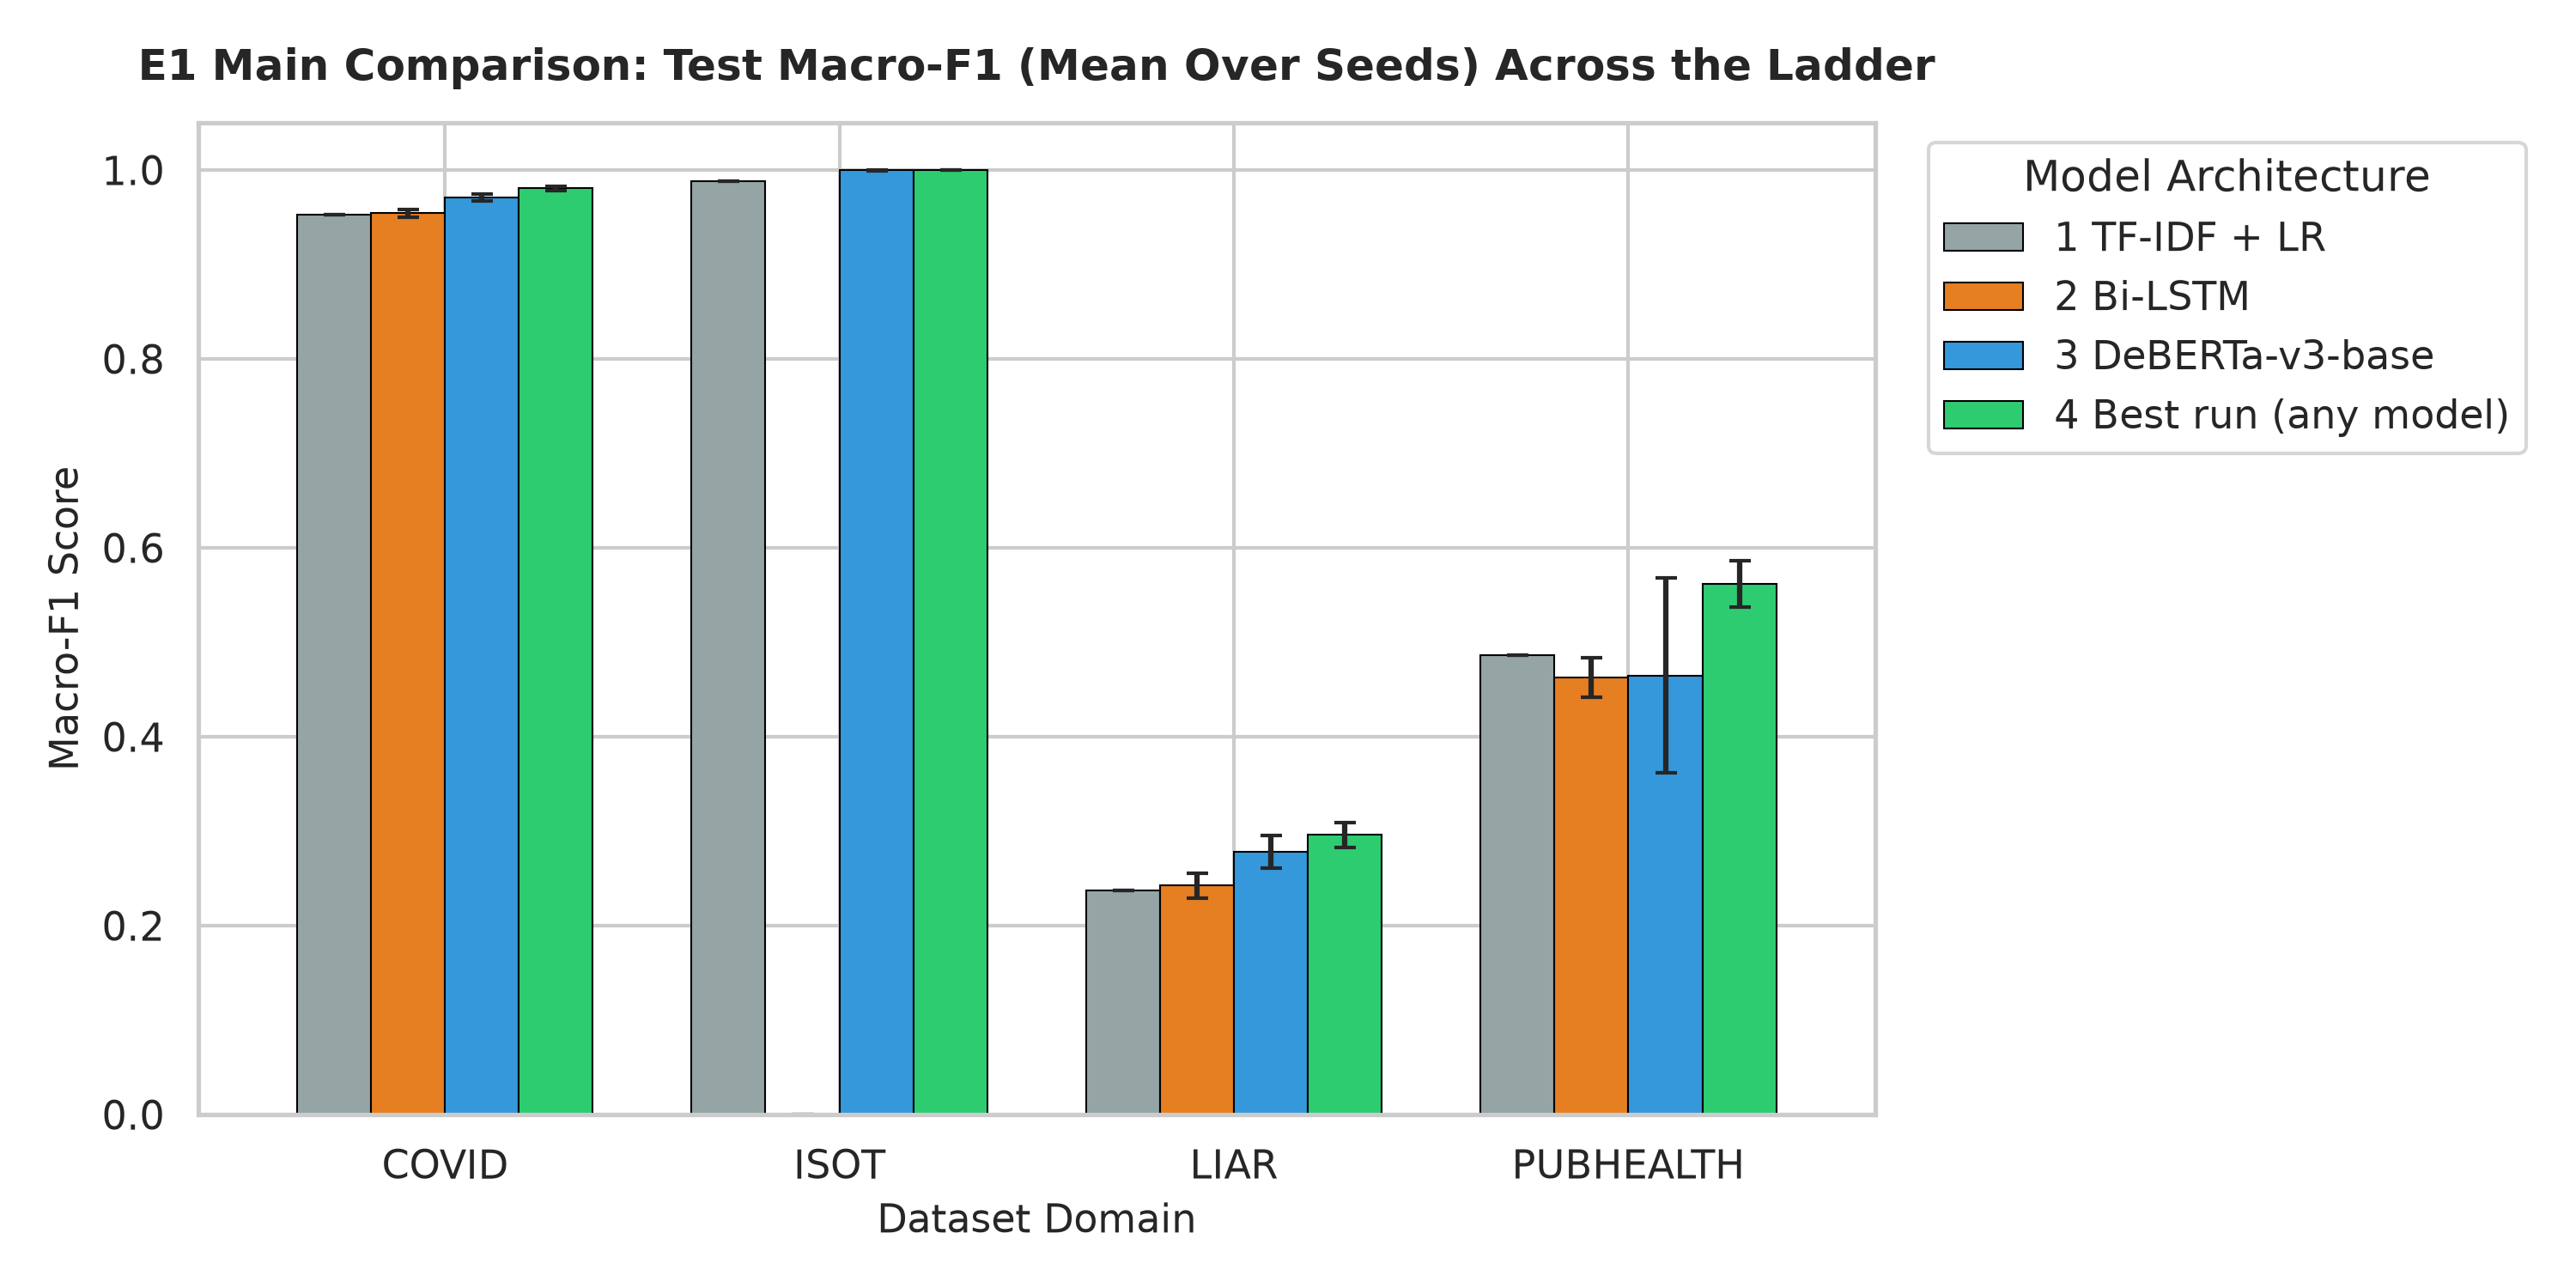 E1 Main Comparison: Test Macro-F1 (Mean Over Seeds) Across the Ladder
Macro-F1 Score
1.0
0.8
0.6
0.4
0.2
0.0
COVID
ISOT
LIAR
PUBHEALTH
Dataset Domain
Model Architecture
1 TF-IDF + LR
2 Bi-LSTM
3 DeBERTa-v3-base
4 Best run (any model)